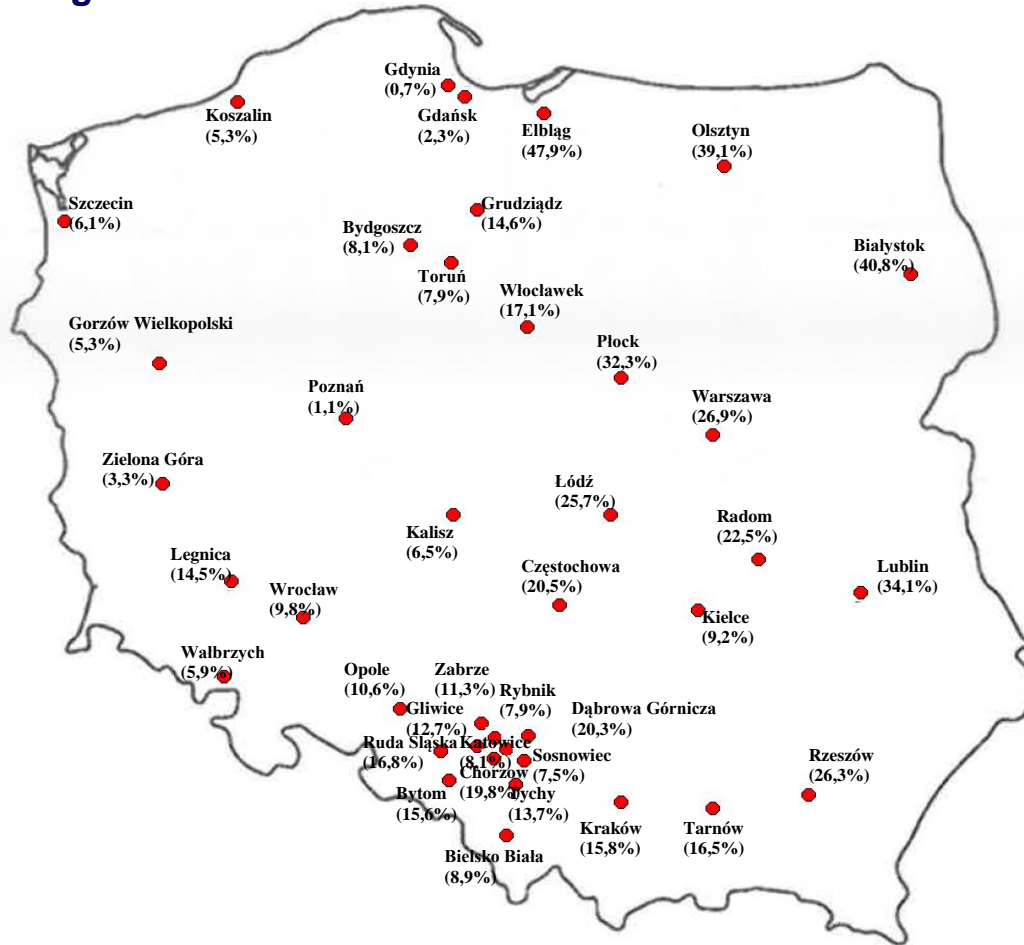 Gdynia
(0,7%)
Koszalin
(5,3%)
Gdańsk
(2,3%)
Elbląg
(47,9%)
Olsztyn
(39,1%)
Szczecin
(6,1%)
Grudziądz
(14,6%)
Bydgoszcz
(8,1%)
Białystok
(40,8%)
Toruń
(7,9%)
Włocławek
(17,1%)
Gorzów Wielkopolski
(5,3%)
Płock
(32,3%)
Poznań
(1,1%)
Warszawa
(26,9%)
Zielona Góra
(3,3%)
Łódź
(25,7%)
Kalisz
(6,5%)
Radom
(22,5%)
Legnica
(14,5%)
Częstochowa
(20,5%)
Lublin
(34,1%)
Wrocław
(9,8%)
Kielce
(9,2%)
Wałbrzych
(5,9%)
Opole
(10,6%)
Zabrze
(11,3%)
Rybnik
(7,9%)
Gliwice
(12,7%)
Dąbrowa Górnicza
(20,3%)
Ruda Sląska
(16,8%)
Katowice
(8,1%)
Sosnowiec
(7,5%)
Rzeszów
(26,3%)
Chorzów
(19,8%)
Bytom
(15,6%)
Tychy
(13,7%)
Kraków
(15,8%)
Tarnów
(16,5%)
Bielsko Biała
(8,9%)